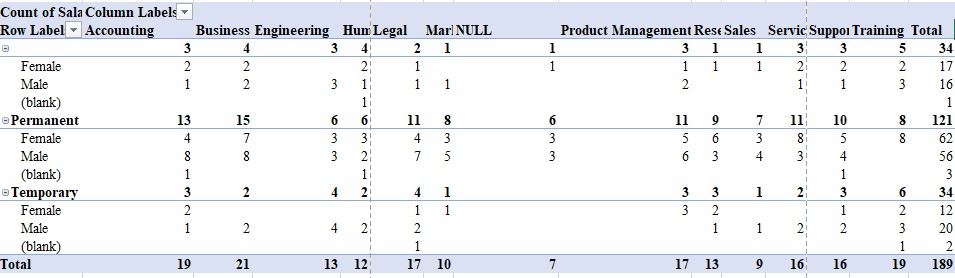 Count of Sala Column Labels
Row Label Accounting Business Engineering Hun Legal Mar NULL Product Management Rese Sales Servic Suppor Training Total
3 4 3 4 2 1 1 3 1 1 3 3 5 34
Female 2 2 2 1 1 1 1 1 2 2 2 17
Male 1 2 3 1 1 1 2 1 1 3 16
(blank) 1 1
Permanent 13 15 6 6 11 8 6 11 9 7 11 10 8 121
Female 4 7 3 3 4 3 3 5 6 3 8 5 8 62
Male 8 8 3 2 7 5 3 6 3 4 3 4 56
(blank) 1 1 1 3
Temporary 3 2 4 2 4 1 3 3 1 2 3 6 34
Female 2 1 1 3 2 1 2 12
Male 1 2 4 2 2 1 1 2 2 3 20
(blank) 1 1 2
Total 19 21 13 12 17 10 7 17 13 9 16 16 19 189